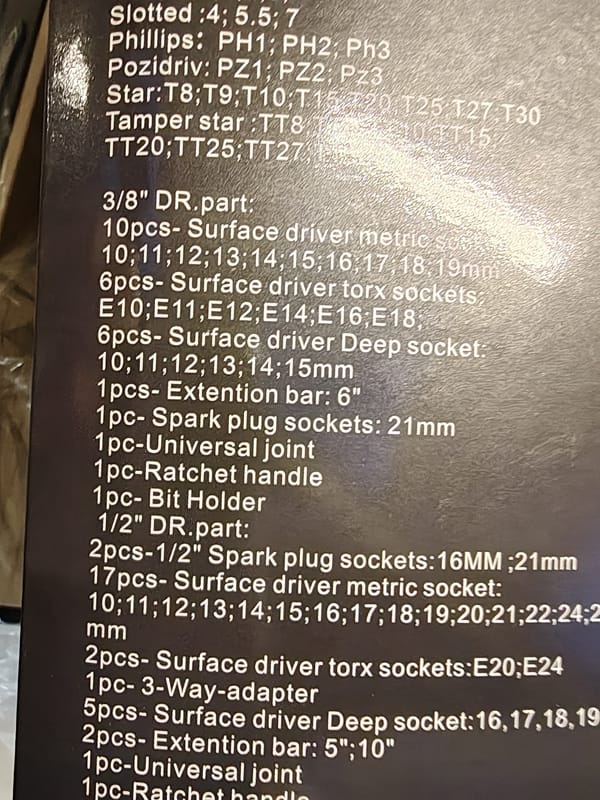 Slotted :4; 5.5; 7
Phillips: PH1; PH2; Ph3
Pozidriv: PZ1; PZ2; Pz3
Star:T8;T9;T10;T15;T20;T25;T27;T30
Tamper star :TT8; TT15;
TT20;TT25;TT27;
3/8" DR.part:
10pcs- Surface driver metric
10;11;12;13;14;15;16;17;18;19mm
6pcs- Surface driver torx sockets;
E10;E11;E12;E14;E16;E18;
6pcs- Surface driver Deep socket:
10;11;12;13;14;15mm
1pcs- Extention bar: 6"
1pc- Spark plug sockets: 21mm
1pc-Universal joint
1pc-Ratchet handle
1pc- Bit Holder
1/2" DR.part:
2pcs-1/2" Spark plug sockets:16MM ;21mm
17pcs- Surface driver metric socket:
10;11;12;13;14;15;16;17;18;19;20;21;22;24;2
mm
2pcs- Surface driver torx sockets:E20;E24
1pc- 3-Way-adapter
5pcs- Surface driver Deep socket:16,17,18,19
2pcs- Extention bar: 5";10"
1pc-Universal joint
1pc-Ratchet handle